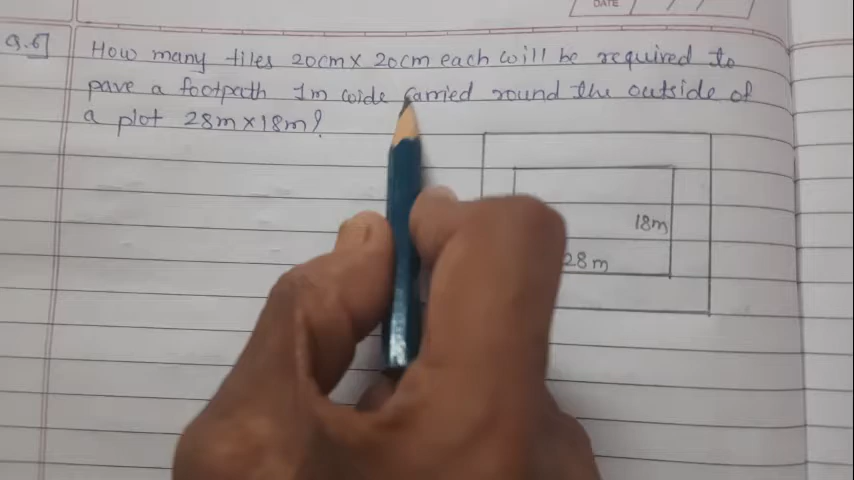 DATE
Q.6] How many tiles 20cm x 20cm each will be required to
pave a footpath 1m wide carried round the outside of
a plot 28m x 18m?
18m
28m